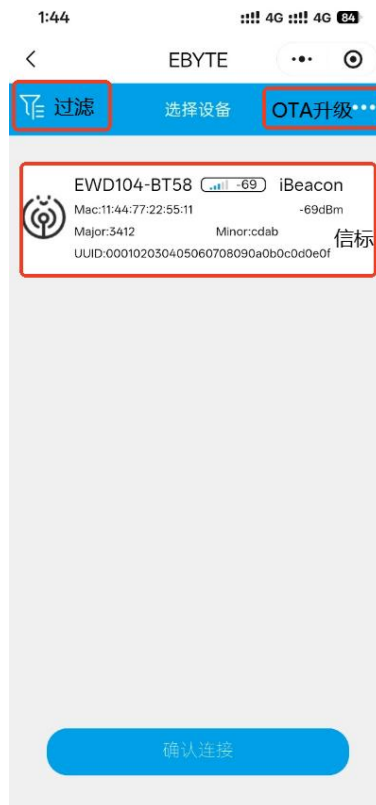 1:44 4G 4G 84
EBYTE
过滤 选择设备 OTA升级
EWD104-BT58 -69 iBeacon
Mac:11:44:77:22:55:11 -69dBm
Major:3412 Minor:cdab
信标
UUID:000102030405060708090a0b0c0d0e0f
确认连接